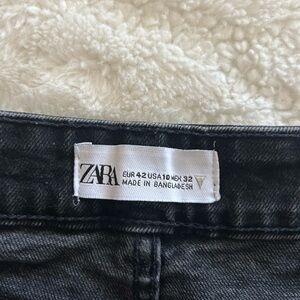 ZARA
EUR 42 USA 10 MEX 32
MADE IN BANGLADESH